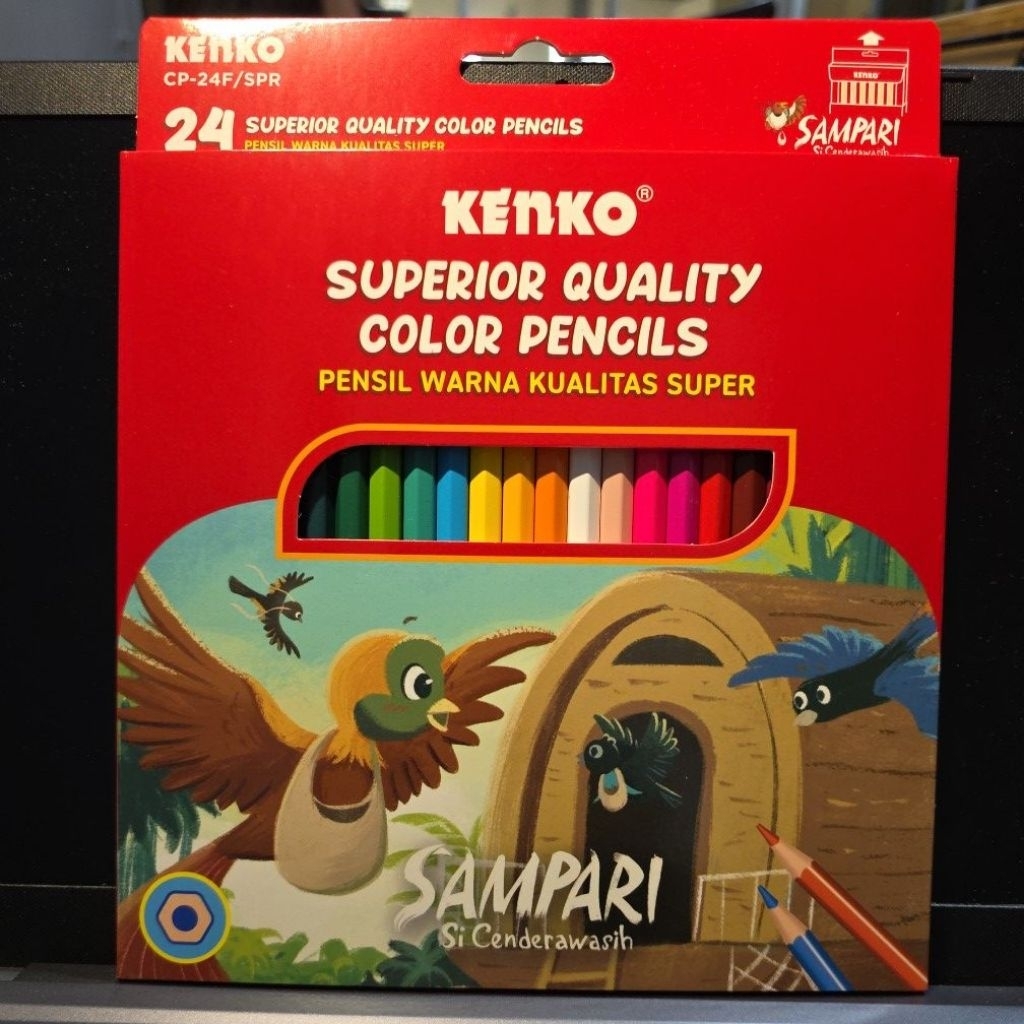 KENKO
CP-24F/SPR
24 SUPERIOR QUALITY COLOR PENCILS
PENSIL WARNA KUALITAS SUPER
KENKO
SAMPARI
Si Cenderawasih
KENKO®
SUPERIOR QUALITY
COLOR PENCILS
PENSIL WARNA KUALITAS SUPER
SAMPARI
Si Cenderawasih